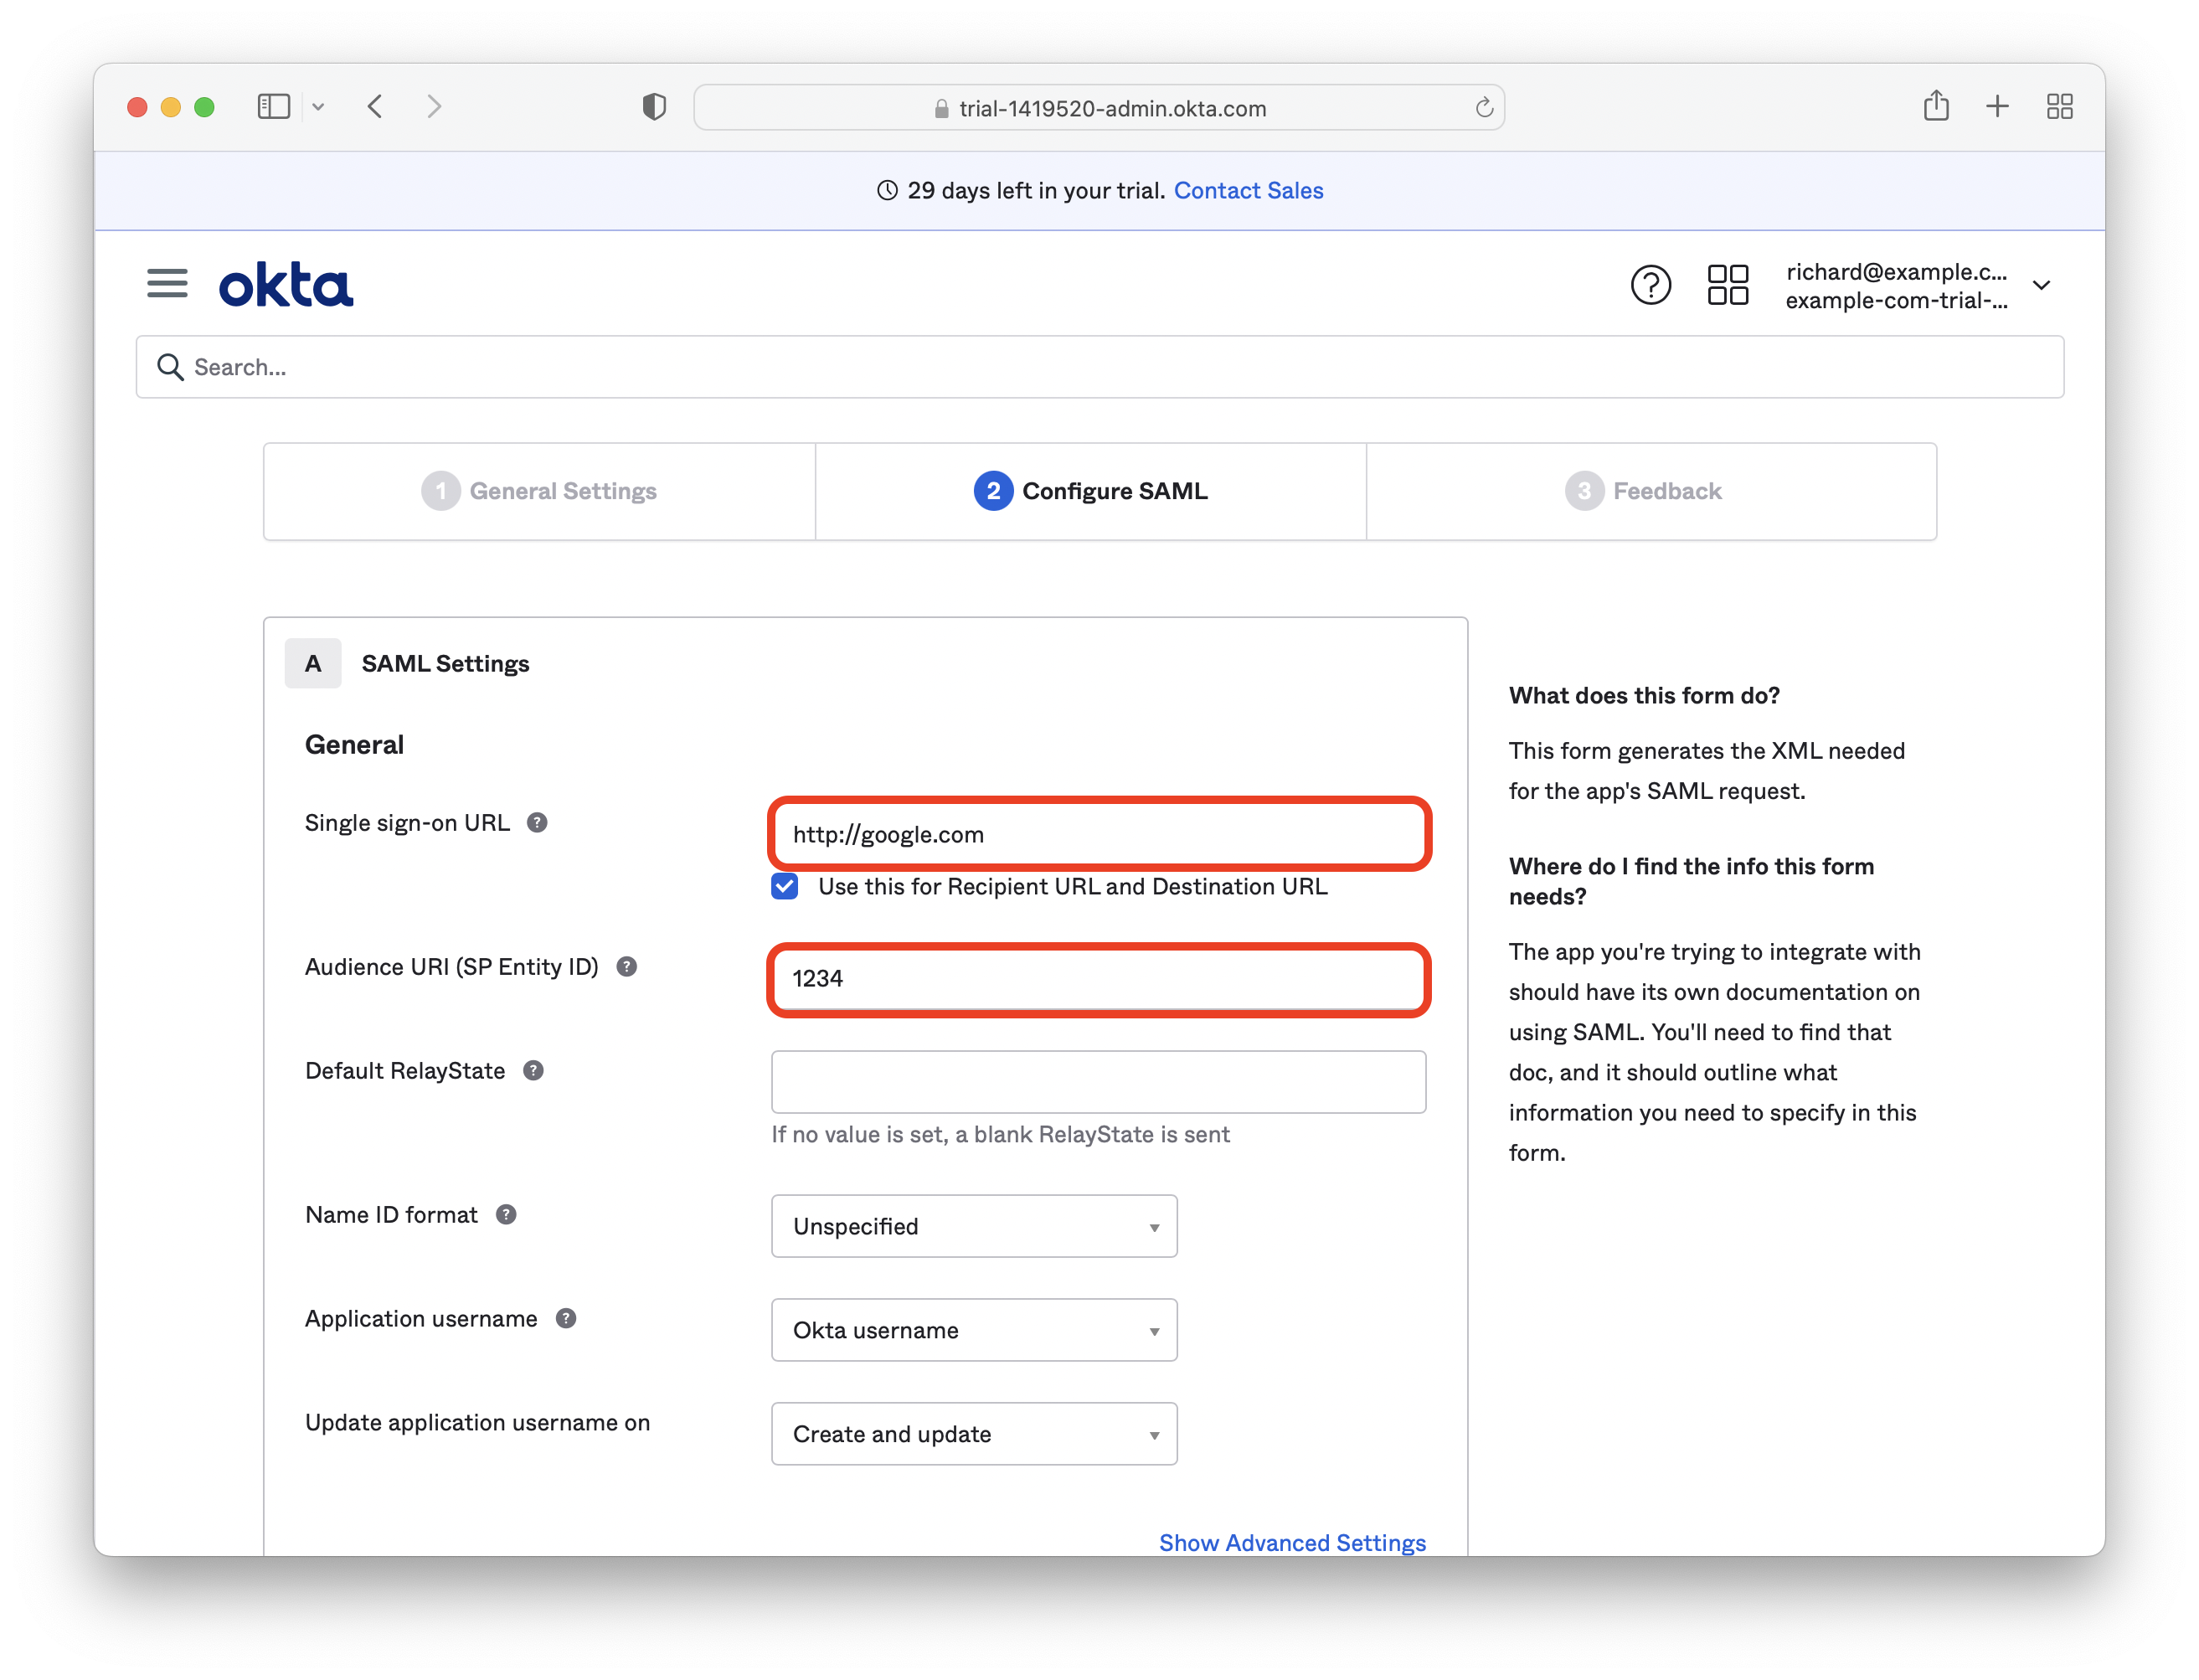 trial-1419520-admin.okta.com
29 days left in your trial. Contact Sales
okta
richard@example.c...
example-com-trial-...
Search...
1 General Settings
2 Configure SAML
3 Feedback
A SAML Settings
General
Single sign-on URL ?
http://google.com
Use this for Recipient URL and Destination URL
Audience URI (SP Entity ID) ?
1234
Default RelayState ?
If no value is set, a blank RelayState is sent
Name ID format ?
Unspecified
Application username ?
Okta username
Update application username on
Create and update
Show Advanced Settings
What does this form do?
This form generates the XML needed
for the app's SAML request.
Where do I find the info this form
needs?
The app you're trying to integrate with
should have its own documentation on
using SAML. You'll need to find that
doc, and it should outline what
information you need to specify in this
form.